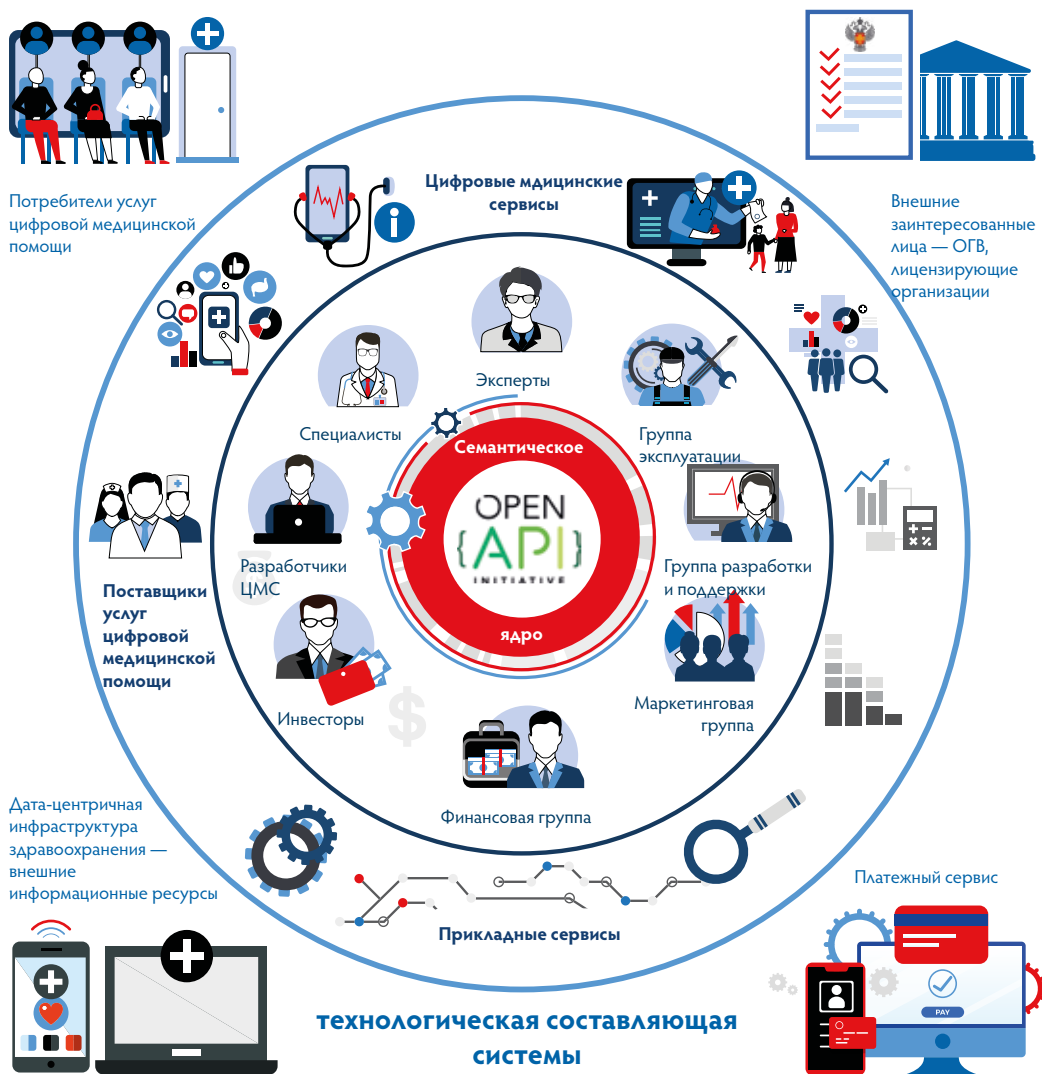 Потребители услуг
цифровой медицинской
помощи
Цифровые мдицинские
сервисы
Внешние
заинтересованные
лица — ОГВ,
лицензирующие
организации
Эксперты
Специалисты
Группа
эксплуатации
Семантическое
OPEN
{API}
INITIATIVE
ядро
Разработчики
ЦМС
Группа разработки
и поддержки
Поставщики
услуг
цифровой
медицинской
помощи
Инвесторы
$
Маркетинговая
группа
Финансовая группа
Дата-центричная
инфраструктура
здравоохранения —
внешние
информационные ресурсы
Платежный сервис
Прикладные сервисы
PAY
технологическая составляющая
системы